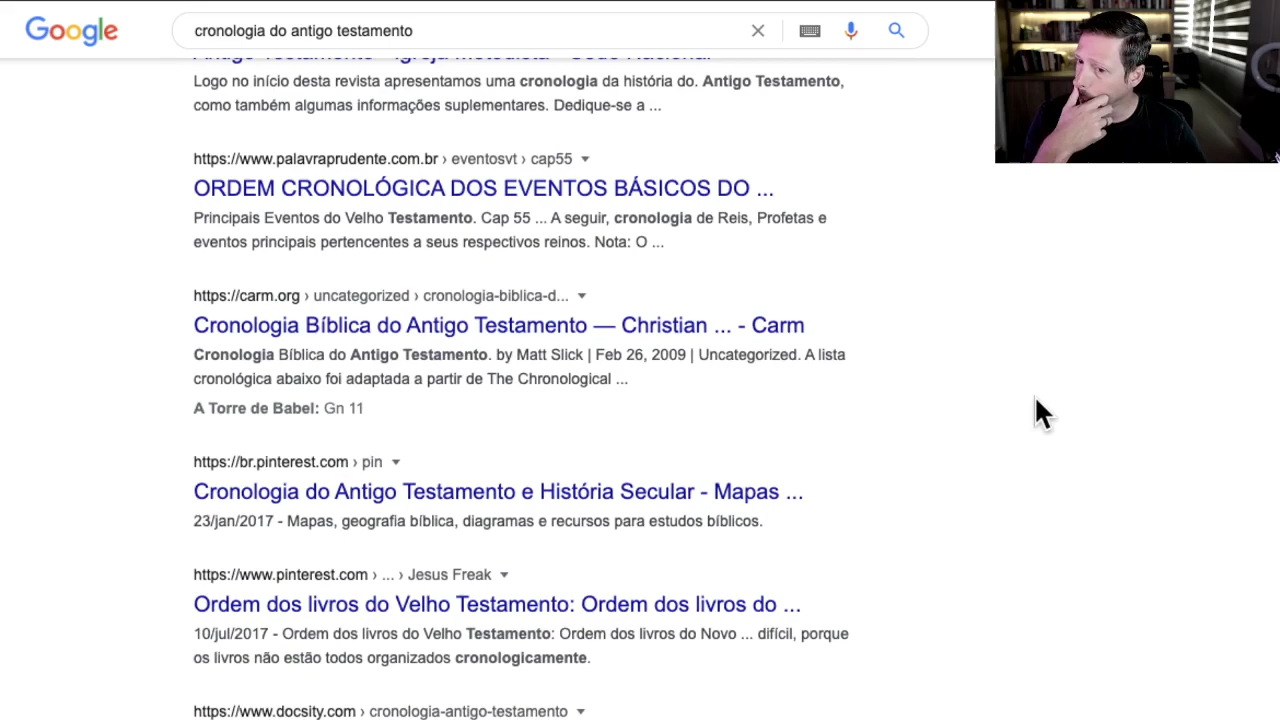 Google
cronologia do antigo testamento
Antigo Testamento - Igreja Metodista - Sede Nacional
Logo no início desta revista apresentamos uma cronologia da história do. Antigo Testamento,
como também algumas informações suplementares. Dedique-se a ...
https://www.palavraprudente.com.br › eventosvt › cap55
ORDEM CRONOLÓGICA DOS EVENTOS BÁSICOS DO ...
Principais Eventos do Velho Testamento. Cap 55 ... A seguir, cronologia de Reis, Profetas e
eventos principais pertencentes a seus respectivos reinos. Nota: O ...
https://carm.org › uncategorized › cronologia-biblica-d...
Cronologia Bíblica do Antigo Testamento — Christian ... - Carm
Cronologia Bíblica do Antigo Testamento. by Matt Slick | Feb 26, 2009 | Uncategorized. A lista
cronológica abaixo foi adaptada a partir de The Chronological ...
A Torre de Babel: Gn 11
https://br.pinterest.com › pin
Cronologia do Antigo Testamento e História Secular - Mapas ...
23/jan/2017 - Mapas, geografia bíblica, diagramas e recursos para estudos bíblicos.
https://www.pinterest.com › ... › Jesus Freak
Ordem dos livros do Velho Testamento: Ordem dos livros do ...
10/jul/2017 - Ordem dos livros do Velho Testamento: Ordem dos livros do Novo ... difícil, porque
os livros não estão todos organizados cronologicamente.
https://www.docsity.com › cronologia-antigo-testamento